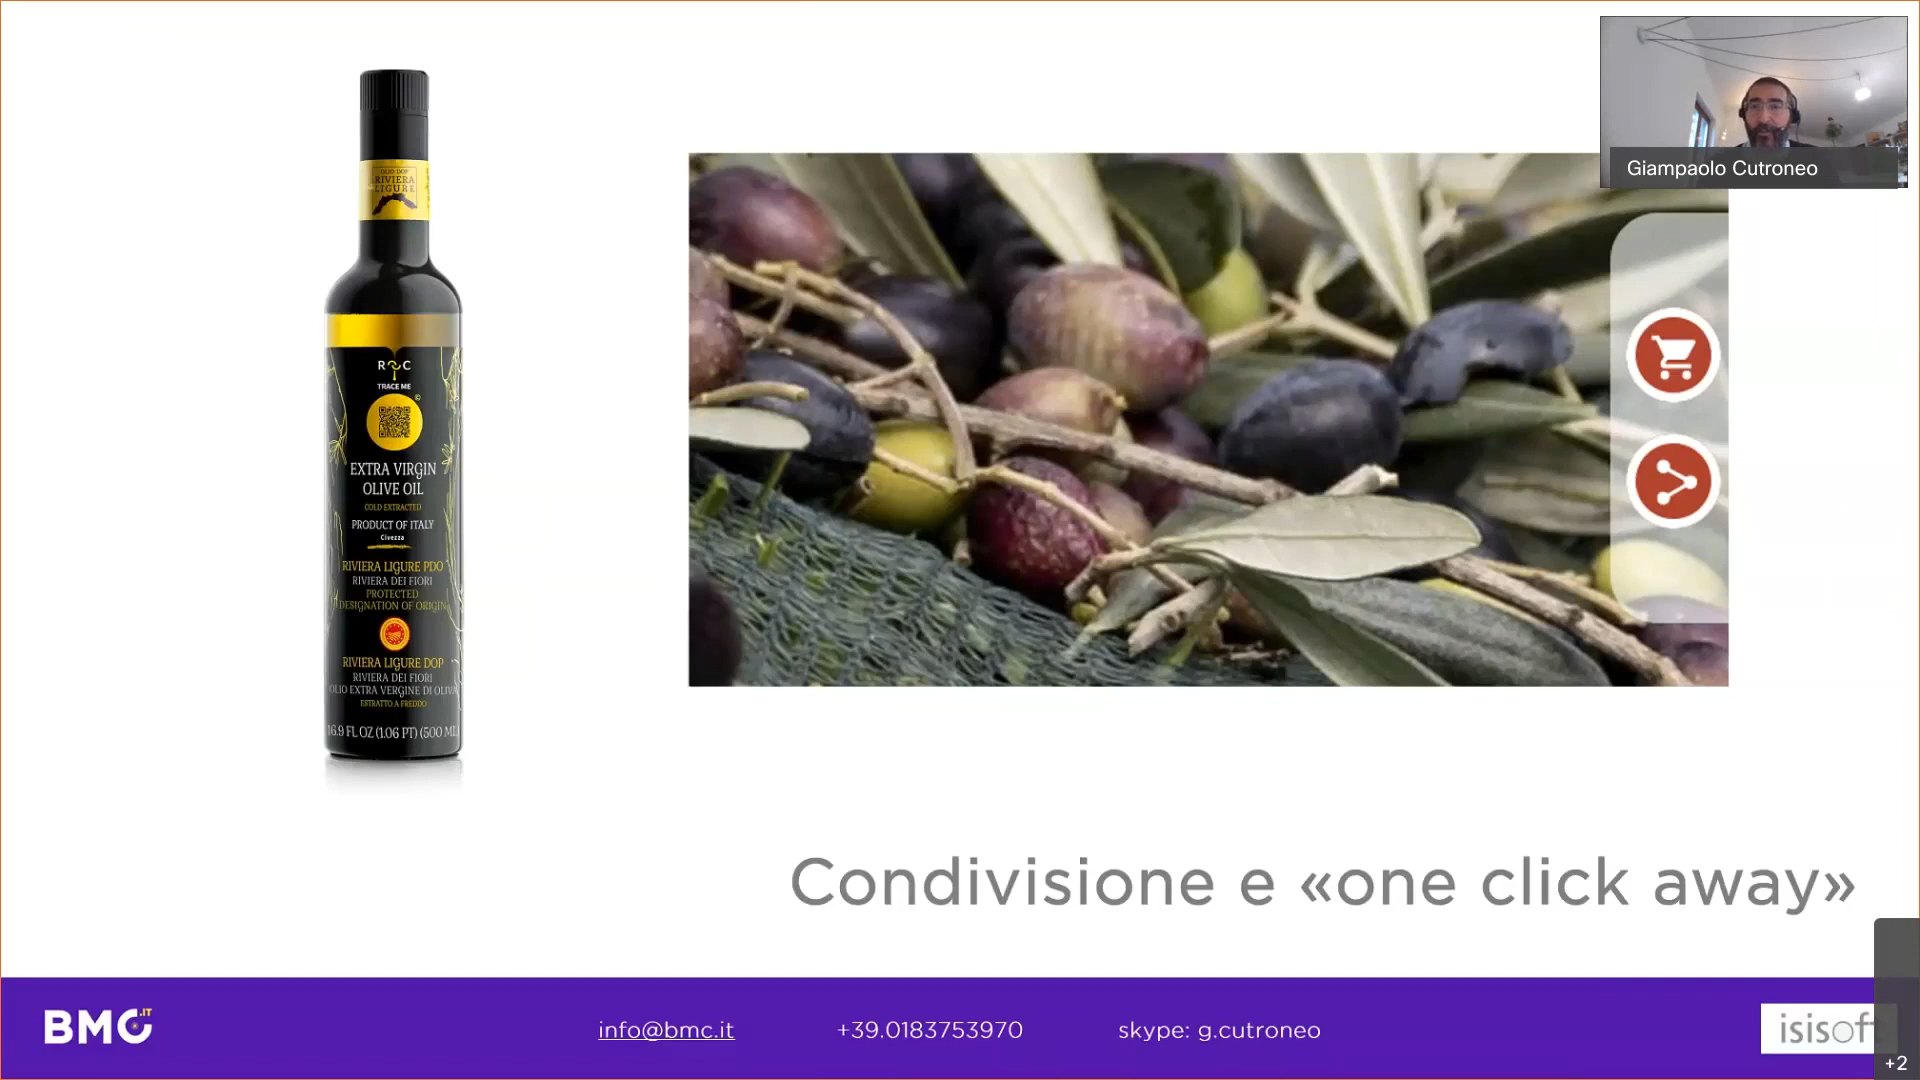 Giampaolo Cutroneo
OLIO DOP
RIVIERA
LIGURE
R C
TRACE ME
©
EXTRA VIRGIN
OLIVE OIL
COLD EXTRACTED
PRODUCT OF ITALY
Civezza
RIVIERA LIGURE PDO
RIVIERA DEI FIORI
PROTECTED
DESIGNATION OF ORIGIN
RIVIERA LIGURE DOP
RIVIERA DEI FIORI
OLIO EXTRA VERGINE DI OLIVA
ESTRATTO A FREDDO
16.9 FL OZ (1.06 PT) (500 ML
Condivisione e «one click away»
BMC.IT
info@bmc.it
+39.0183753970
skype: g.cutroneo
isisoft
+2